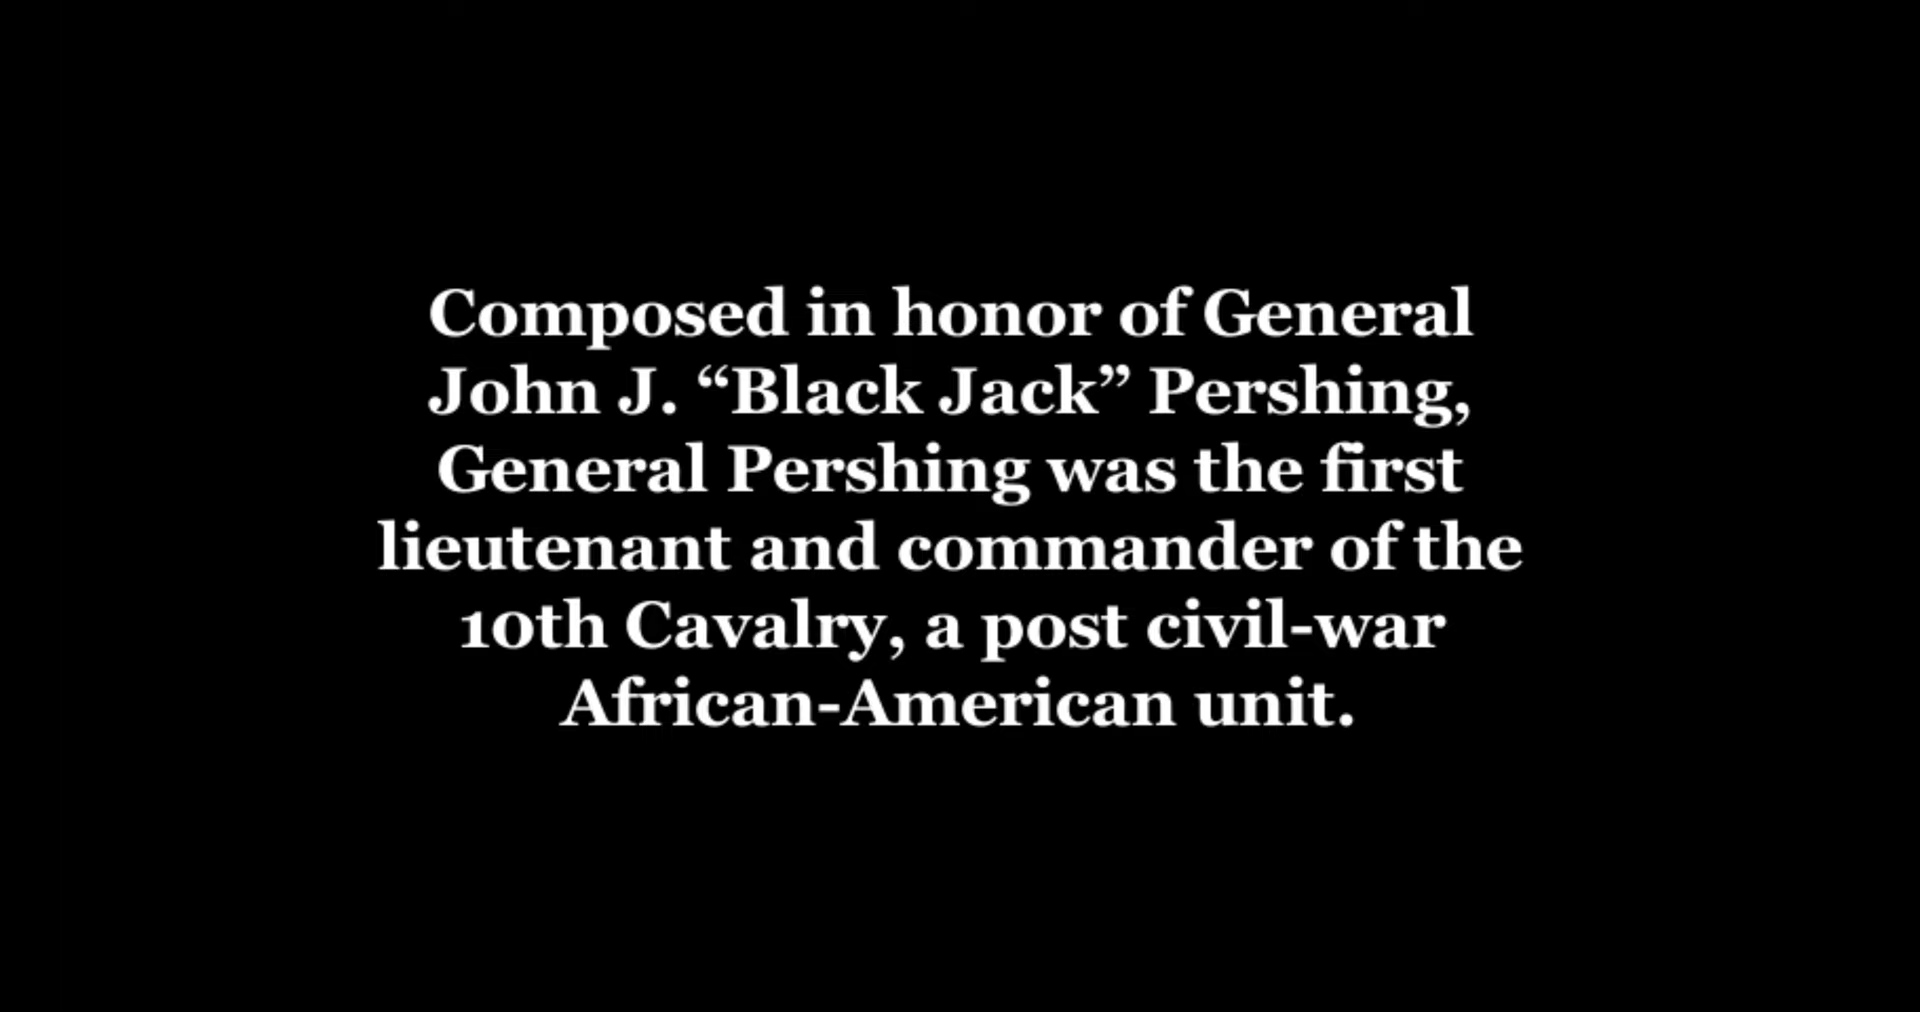 Composed in honor of General
John J. “Black Jack” Pershing,
General Pershing was the first
lieutenant and commander of the
10th Cavalry, a post civil-war
African-American unit.